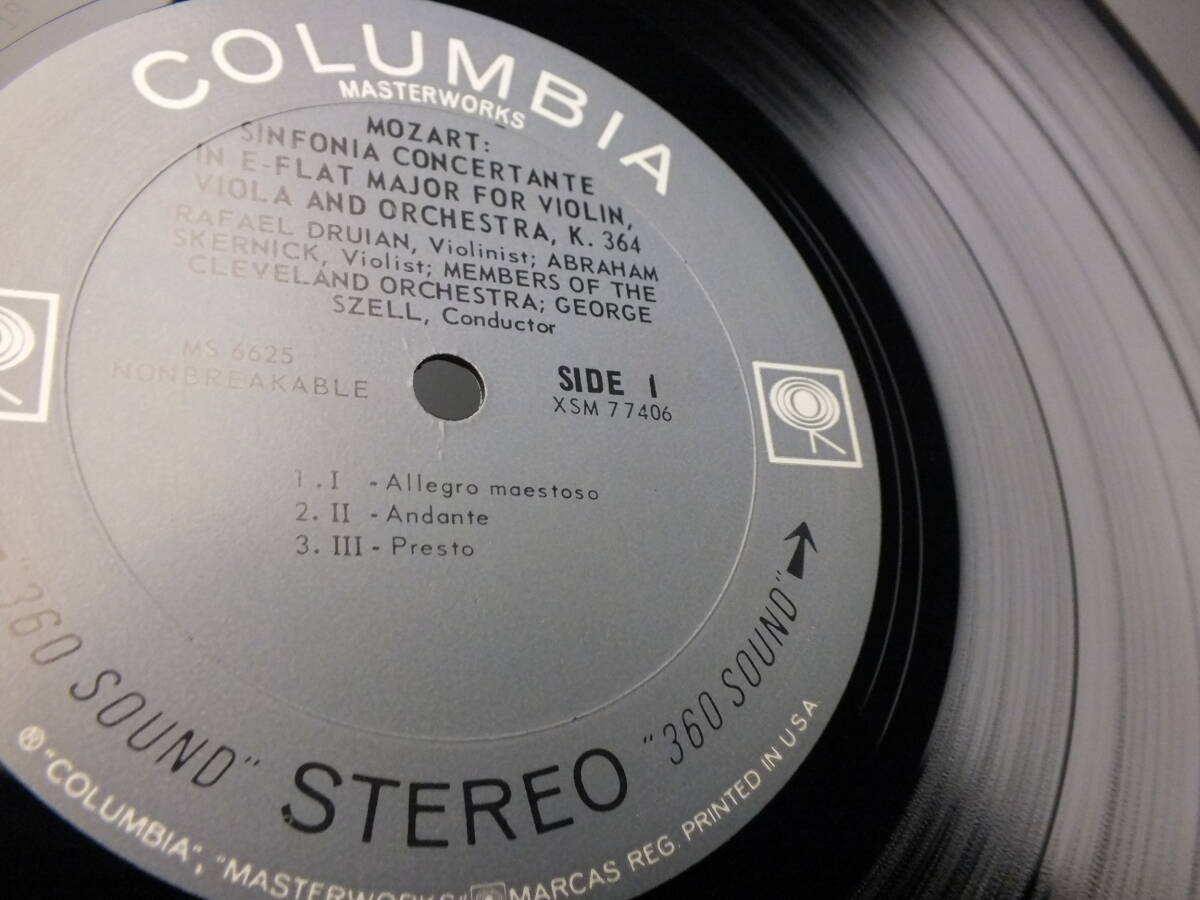 COLUMBIA
MASTERWORKS
MOZART:
SINFONIA CONCERTANTE
IN E-FLAT MAJOR FOR VIOLIN,
VIOLA AND ORCHESTRA, K. 364
RAFAEL DRUIAN, Violinist; ABRAHAM
SKERNICK, Violist; MEMBERS OF THE
CLEVELAND ORCHESTRA; GEORGE
SZELL, Conductor
MS 6625
NONBREAKABLE
SIDE 1
XSM 77406
1. I - Allegro maestoso
2. II - Andante
3. III - Presto
"360 SOUND" STEREO "360 SOUND"
® "COLUMBIA", "MASTERWORKS" MARCAS REG. PRINTED IN U S A